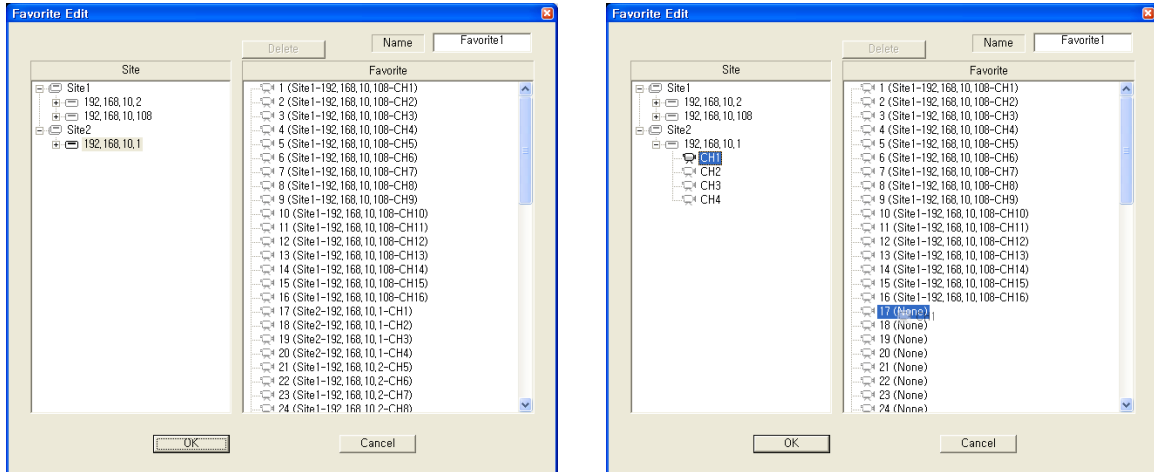 Favorite Edit
Delete
Name
Favorite1
Site
Favorite
Site1
192,168,10,2
192,168,10,108
Site2
192,168,10,1
1 (Site1-192,168,10,108-CH1)
2 (Site1-192,168,10,108-CH2)
3 (Site1-192,168,10,108-CH3)
4 (Site1-192,168,10,108-CH4)
5 (Site1-192,168,10,108-CH5)
6 (Site1-192,168,10,108-CH6)
7 (Site1-192,168,10,108-CH7)
8 (Site1-192,168,10,108-CH8)
9 (Site1-192,168,10,108-CH9)
10 (Site1-192,168,10,108-CH10)
11 (Site1-192,168,10,108-CH11)
12 (Site1-192,168,10,108-CH12)
13 (Site1-192,168,10,108-CH13)
14 (Site1-192,168,10,108-CH14)
15 (Site1-192,168,10,108-CH15)
16 (Site1-192,168,10,108-CH16)
17 (Site2-192,168,10,1-CH1)
18 (Site2-192,168,10,1-CH2)
19 (Site2-192,168,10,1-CH3)
20 (Site2-192,168,10,1-CH4)
21 (Site1-192,168,10,2-CH5)
22 (Site1-192,168,10,2-CH6)
23 (Site1-192,168,10,2-CH7)
24 (Site1-192,168,10,2-CH8)
OK
Cancel
Favorite Edit
Delete
Name
Favorite1
Site
Favorite
Site1
192,168,10,2
192,168,10,108
Site2
192,168,10,1
CH1
CH2
CH3
CH4
1 (Site1-192,168,10,108-CH1)
2 (Site1-192,168,10,108-CH2)
3 (Site1-192,168,10,108-CH3)
4 (Site1-192,168,10,108-CH4)
5 (Site1-192,168,10,108-CH5)
6 (Site1-192,168,10,108-CH6)
7 (Site1-192,168,10,108-CH7)
8 (Site1-192,168,10,108-CH8)
9 (Site1-192,168,10,108-CH9)
10 (Site1-192,168,10,108-CH10)
11 (Site1-192,168,10,108-CH11)
12 (Site1-192,168,10,108-CH12)
13 (Site1-192,168,10,108-CH13)
14 (Site1-192,168,10,108-CH14)
15 (Site1-192,168,10,108-CH15)
16 (Site1-192,168,10,108-CH16)
17 (None)
18 (None)
19 (None)
20 (None)
21 (None)
22 (None)
23 (None)
24 (None)
OK
Cancel